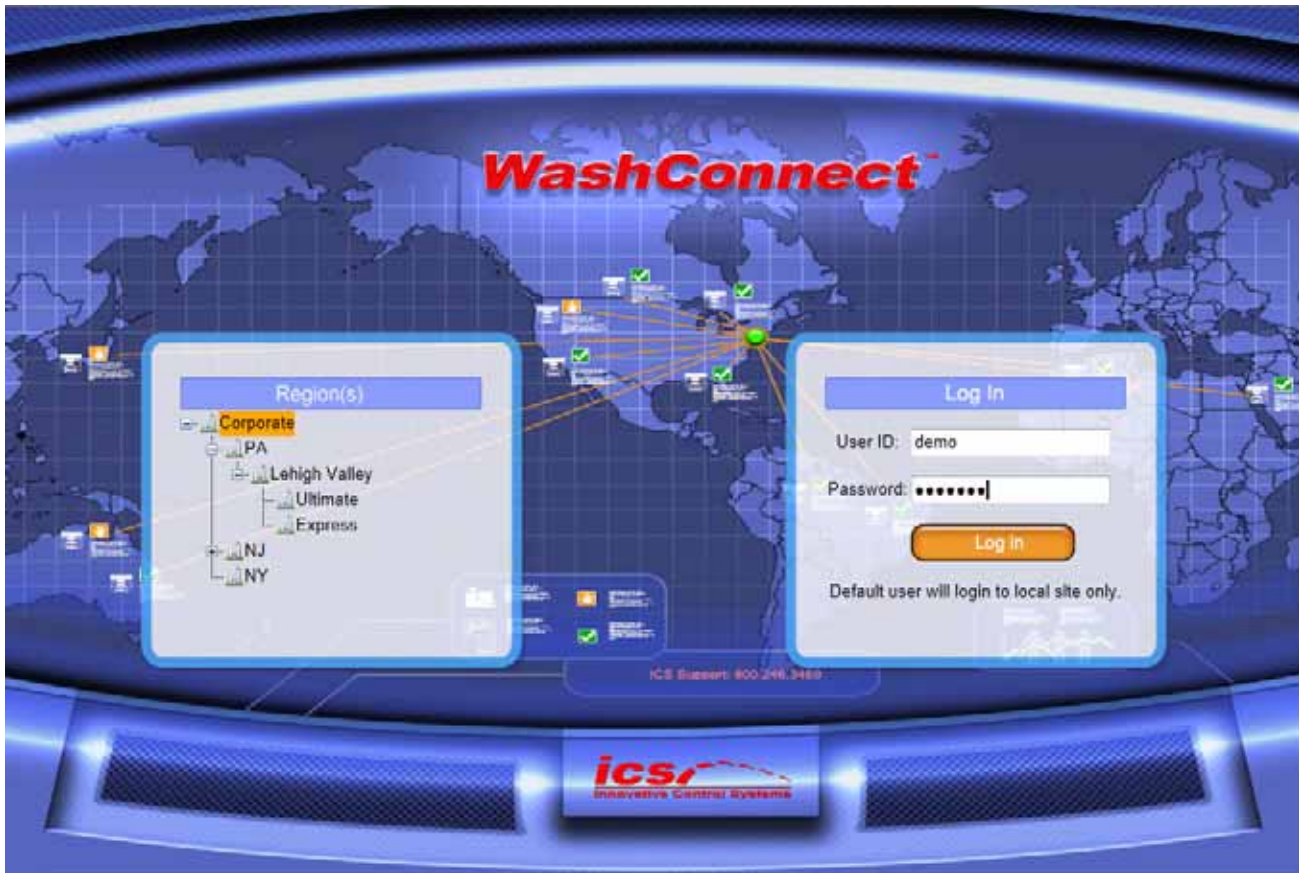 WashConnect™
Region(s)
Corporate
PA
Lehigh Valley
Ultimate
Express
NJ
NY
Log In
User ID: demo
Password: •••••••
Log In
Default user will login to local site only.
ICS Support: 800.246.3469
ics
Innovative Control Systems